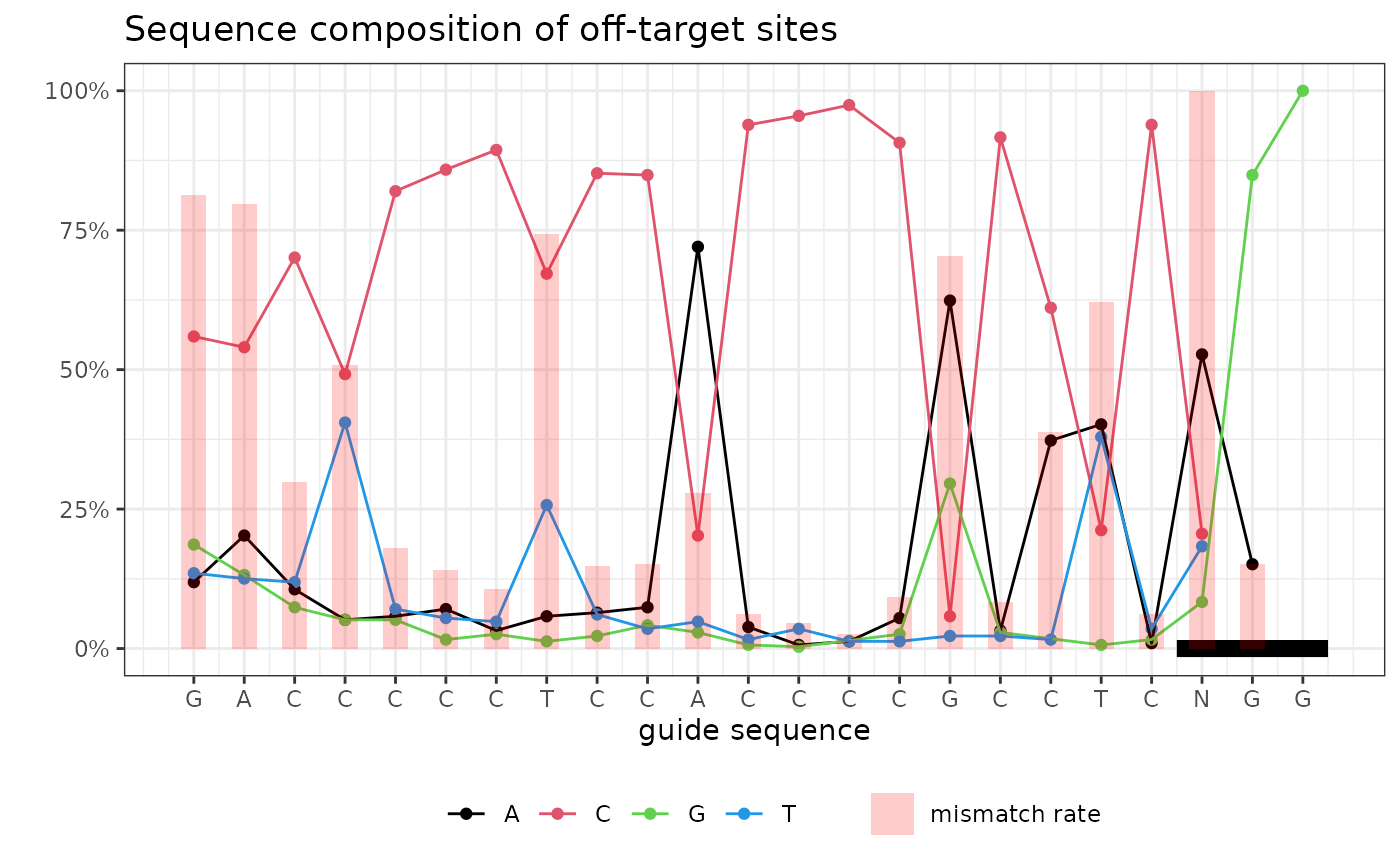 Sequence composition of off-target sites
100%
75%
50%
25%
0%
G A C C C C C T C C A C C C C G C C T C N G G
guide sequence
A C G T mismatch rate